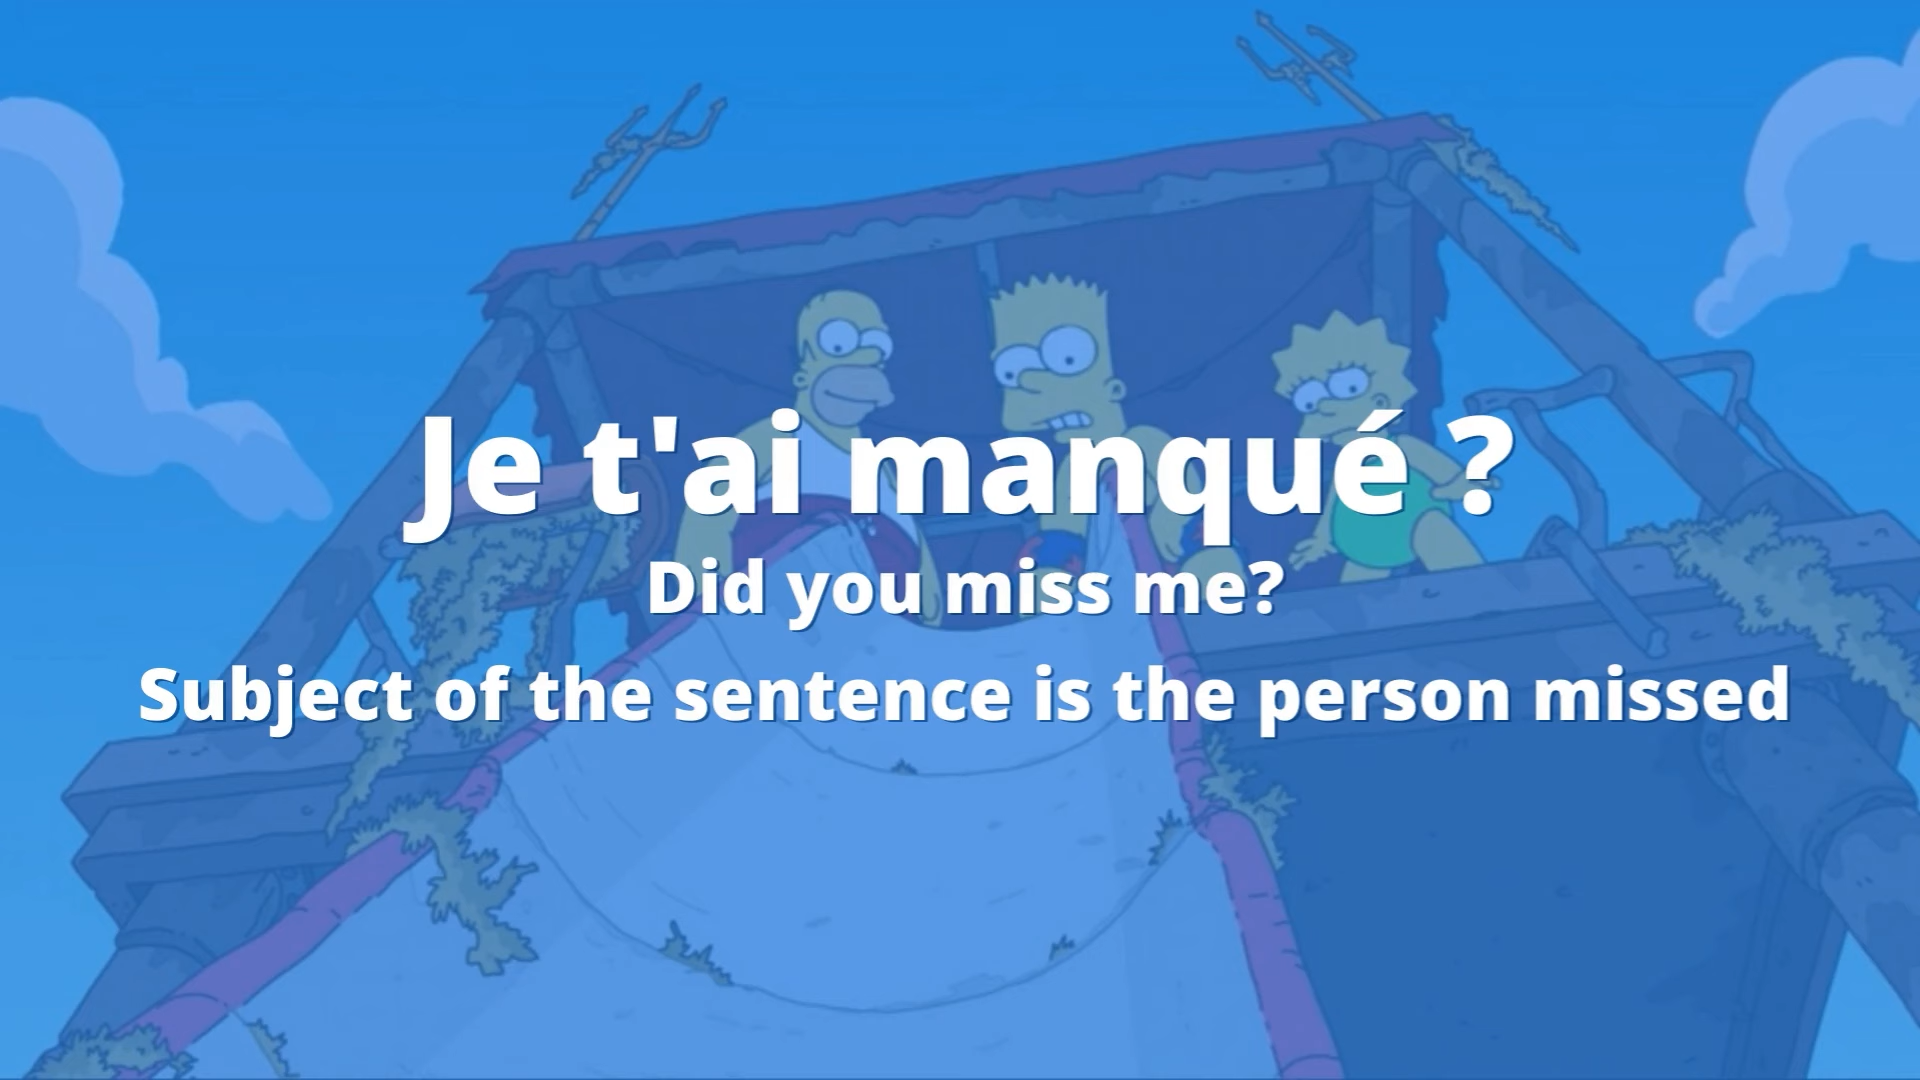 Je t'ai manqué ?
Did you miss me?
Subject of the sentence is the person missed